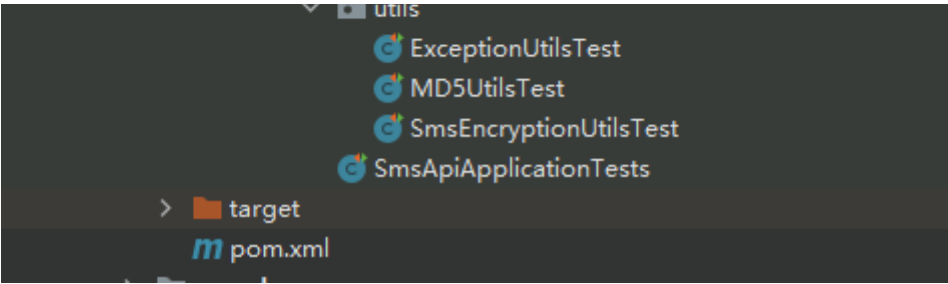 utils
ExceptionUtilsTest
MD5UtilsTest
SmsEncryptionUtilsTest
SmsApiApplicationTests
target
m pom.xml